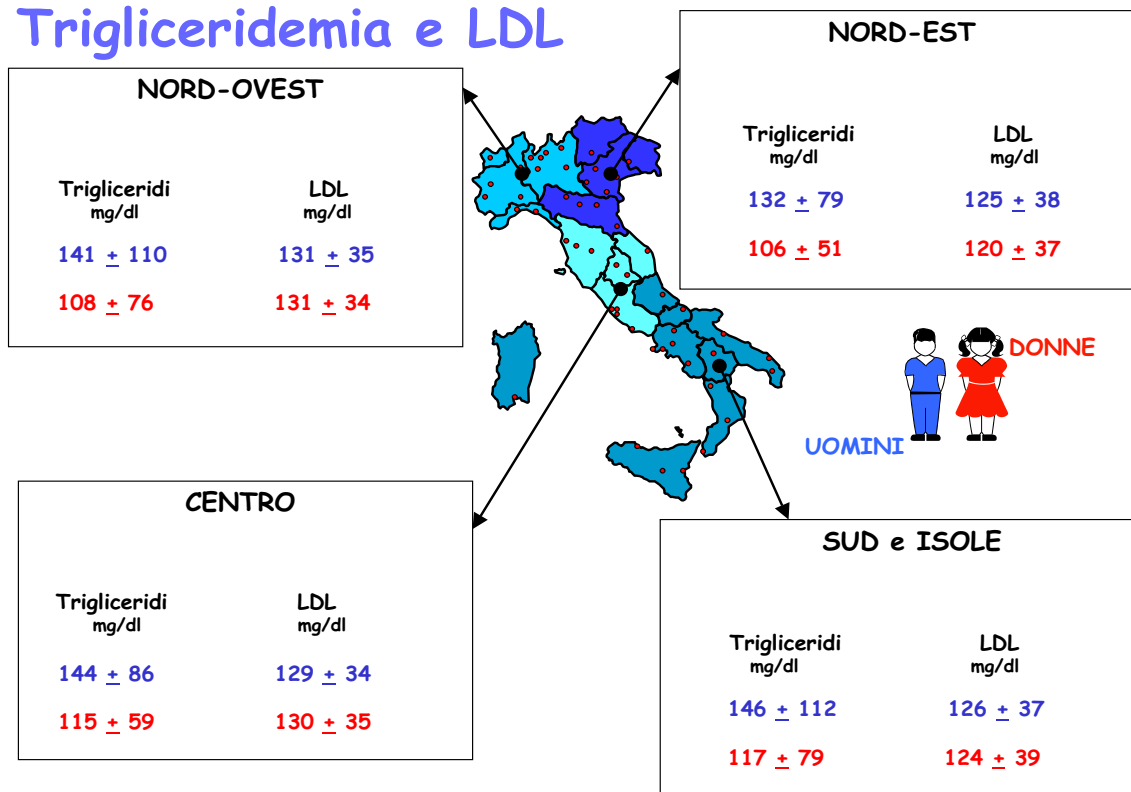 Trigliceridemia e LDL
NORD-OVEST
Trigliceridi LDL
mg/dl mg/dl
141 ± 110 131 ± 35
108 ± 76 131 ± 34
NORD-EST
Trigliceridi LDL
mg/dl mg/dl
132 ± 79 125 ± 38
106 ± 51 120 ± 37
DONNE
UOMINI
CENTRO
Trigliceridi LDL
mg/dl mg/dl
144 ± 86 129 ± 34
115 ± 59 130 ± 35
SUD e ISOLE
Trigliceridi LDL
mg/dl mg/dl
146 ± 112 126 ± 37
117 ± 79 124 ± 39